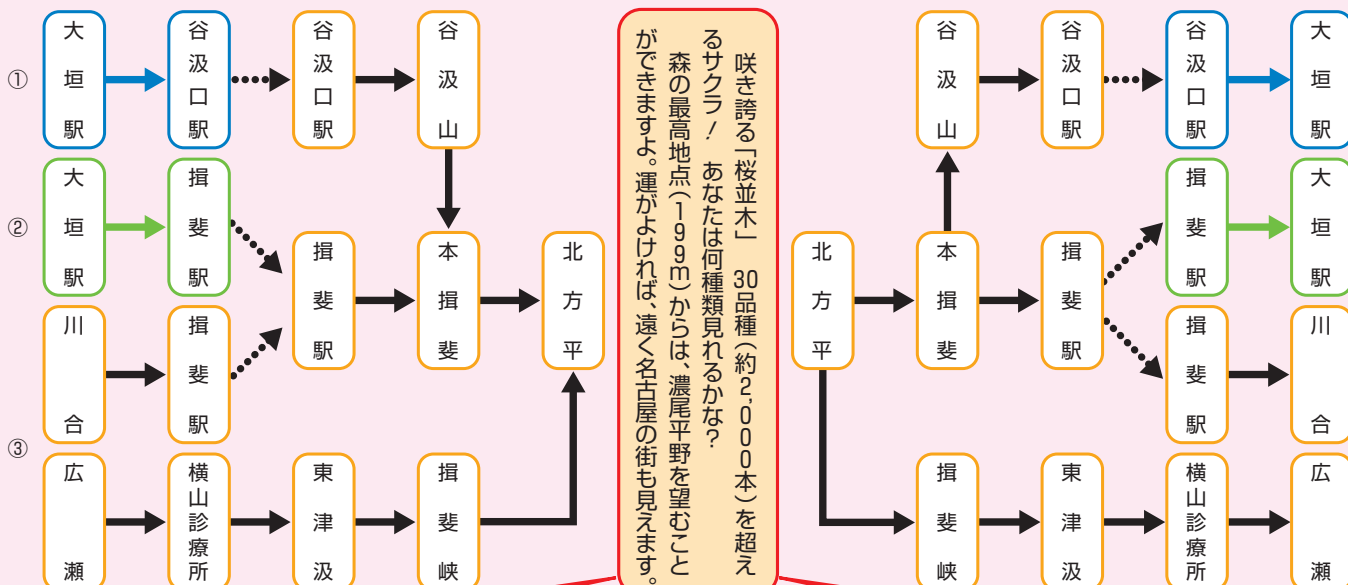 ①
大垣駅
谷汲口駅
谷汲口駅
谷汲山
②
大垣駅
揖斐駅
揖斐駅
本揖斐
北方平
川合
揖斐駅
③
広瀬
横山診療所
東津汲
揖斐峡
咲き誇る「桜並木」 30品種(約2,000本)を超え
るサクラ! あなたは何種類見れるかな?
森の最高地点(199m)からは、濃尾平野を望むこと
ができますよ。運がよければ、遠く名古屋の街も見えます。
谷汲山
谷汲口駅
谷汲口駅
大垣駅
北方平
本揖斐
揖斐駅
揖斐駅
大垣駅
揖斐駅
川合
揖斐峡
東津汲
横山診療所
広瀬